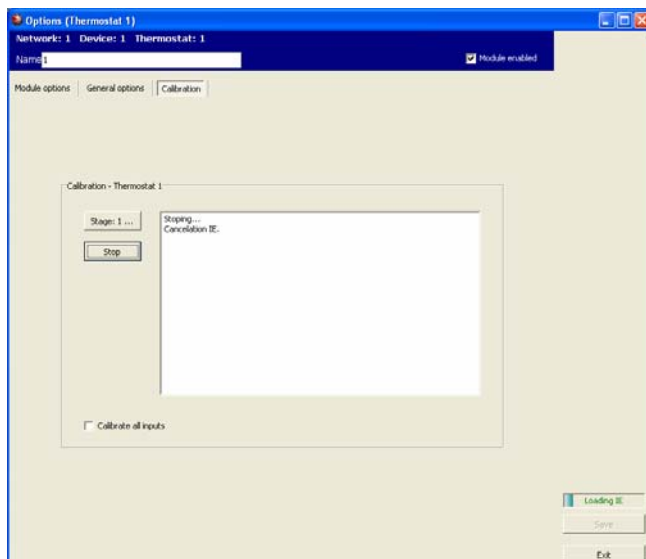 Options (Thermostat 1)
Network: 1 Device: 1 Thermostat: 1
Name 1
Module enabled
Module options General options Calibration
Calibration - Thermostat 1
Stage: 1 ...
Stoping...
Cancelation IE.
Stop
Calibrate all inputs
Loading IE
Save
Exit